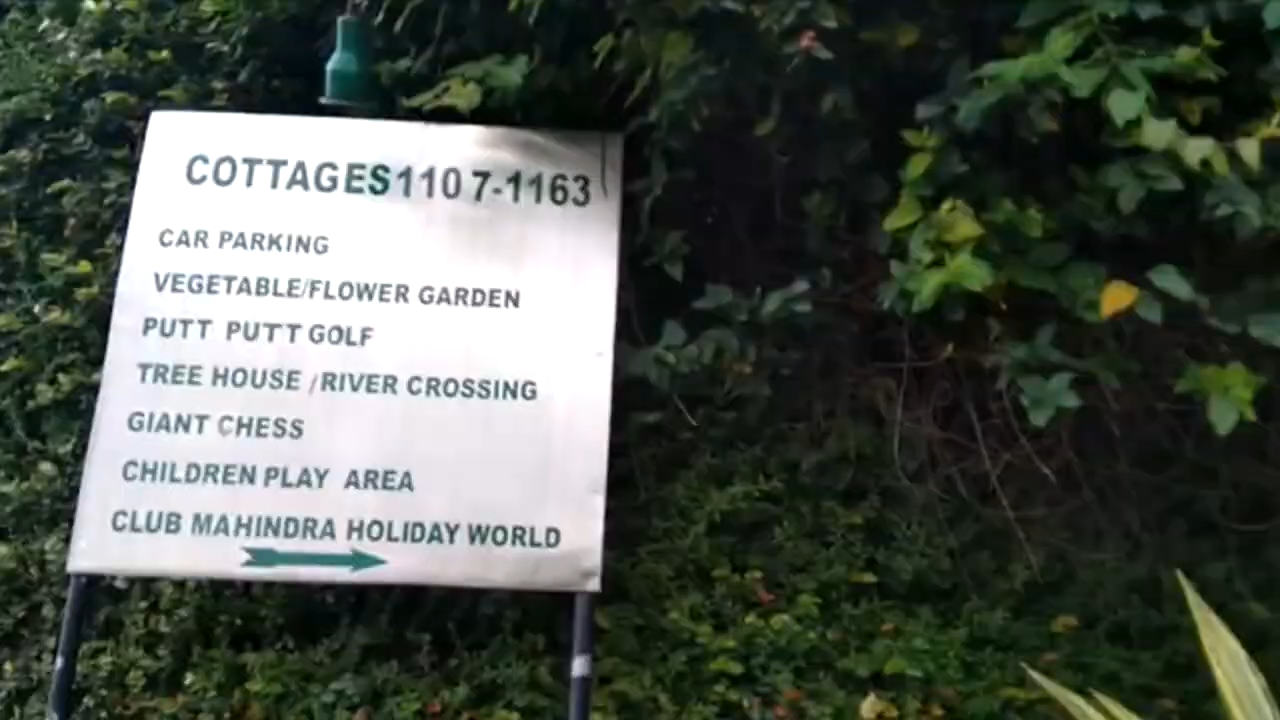 COTTAGES 1107-1163
CAR PARKING
VEGETABLE/FLOWER GARDEN
PUTT PUTT GOLF
TREE HOUSE /RIVER CROSSING
GIANT CHESS
CHILDREN PLAY AREA
CLUB MAHINDRA HOLIDAY WORLD